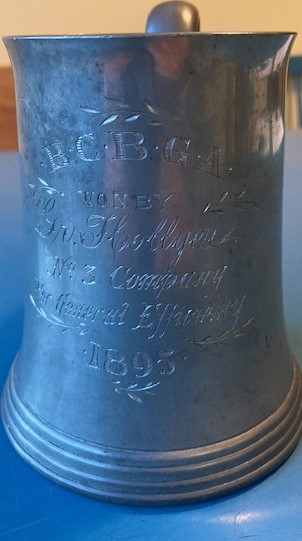 B·C·B·G·A·
WON BY
No. 3 Company
For General Efficiency
·1895·